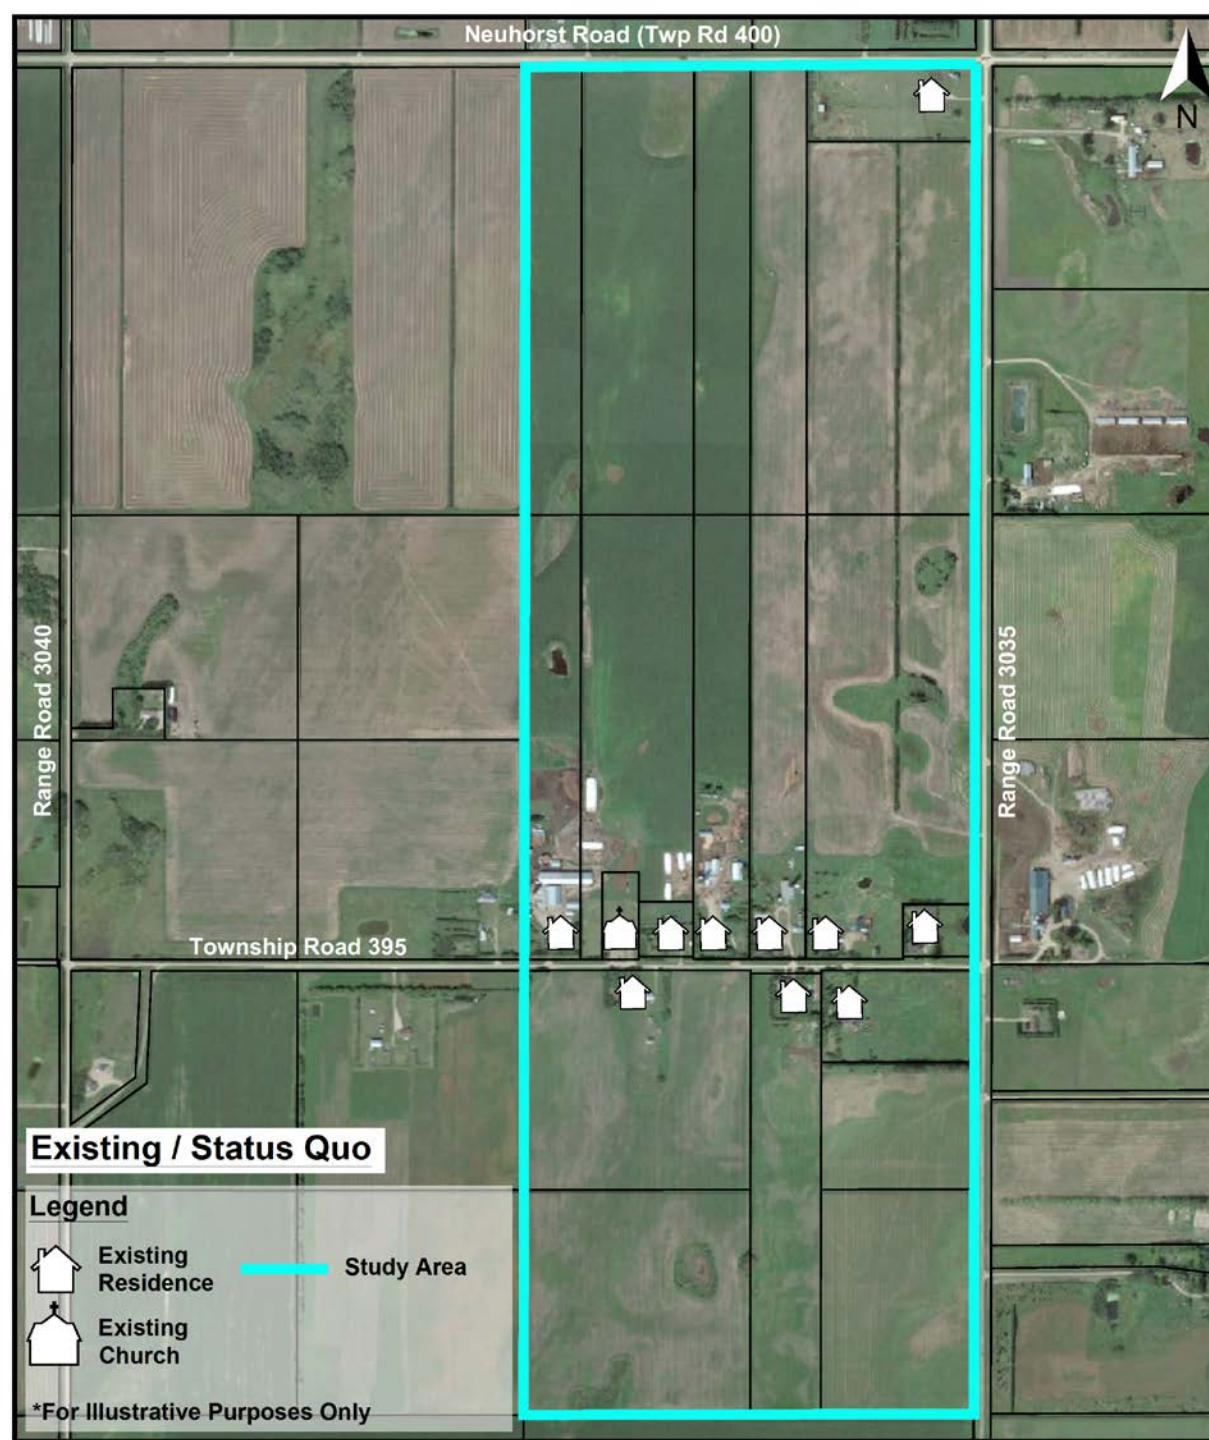 Neuhorst Road (Twp Rd 400)
N
Range Road 3040
Range Road 3035
Township Road 395
Existing / Status Quo
Legend
Existing
Residence
Study Area
Existing
Church
*For Illustrative Purposes Only